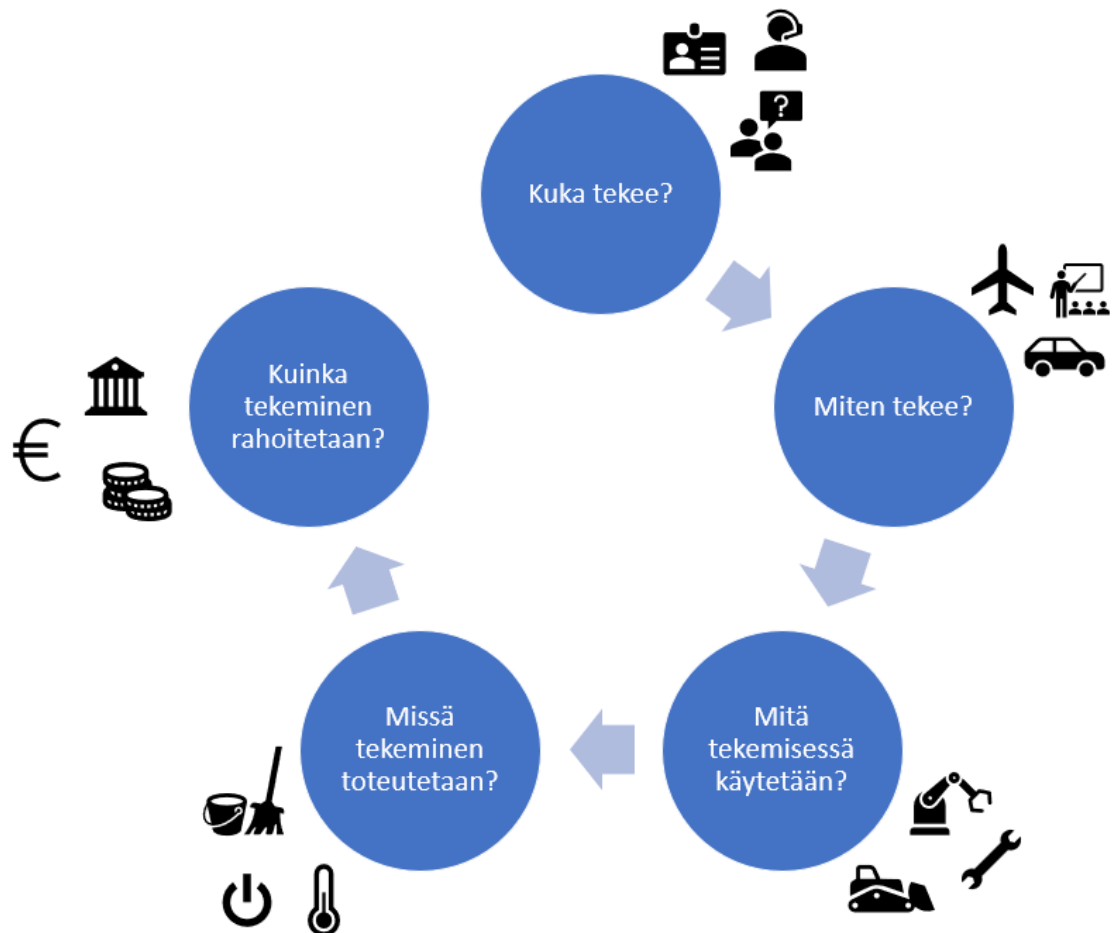 ?
Kuka tekee?
Miten tekee?
Mitä
tekemisessä
käytetään?
Missä
tekeminen
toteutetaan?
Kuinka
tekeminen
rahoitetaan?
€